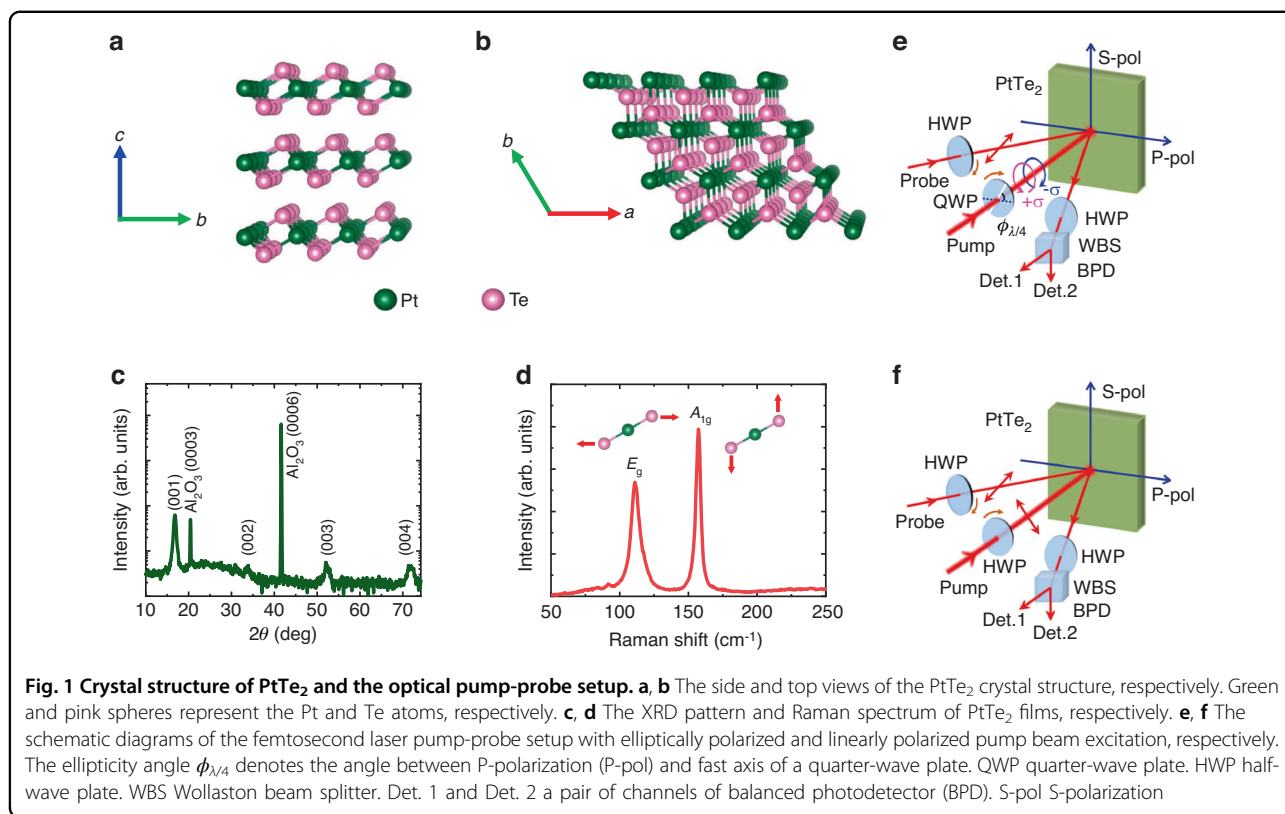 a
c
b
b
b
a
Pt
Te
c
Intensity (arb. units)
(001)
Al₂O₃ (0003)
(002)
Al₂O₃ (0006)
(003)
(004)
10 20 30 40 50 60 70
2θ (deg)
d
Intensity (arb. units)
E_g
A_1g
50 100 150 200 250
Raman shift (cm⁻¹)
e
S-pol
PtTe₂
HWP
P-pol
Probe
-σ
+σ
QWP
ϕ_λ/4
HWP
Pump
WBS
BPD
Det.1
Det.2
f
S-pol
PtTe₂
HWP
P-pol
Probe
HWP
HWP
Pump
WBS
BPD
Det.1
Det.2
Fig. 1 Crystal structure of PtTe₂ and the optical pump-probe setup. a, b The side and top views of the PtTe₂ crystal structure, respectively. Green
and pink spheres represent the Pt and Te atoms, respectively. c, d The XRD pattern and Raman spectrum of PtTe₂ films, respectively. e, f The
schematic diagrams of the femtosecond laser pump-probe setup with elliptically polarized and linearly polarized pump beam excitation, respectively.
The ellipticity angle ϕ_λ/4 denotes the angle between P-polarization (P-pol) and fast axis of a quarter-wave plate. QWP quarter-wave plate. HWP half-
wave plate. WBS Wollaston beam splitter. Det. 1 and Det. 2 a pair of channels of balanced photodetector (BPD). S-pol S-polarization